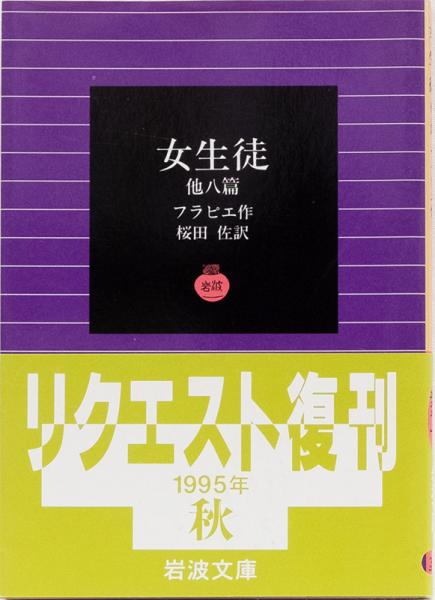 女生徒
他八篇
フラピエ作
桜田 佐訳
岩波
リクエスト復刊
1995年
秋
岩波文庫